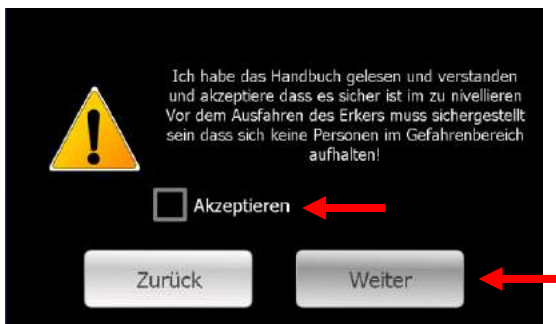 Ich habe das Handbuch gelesen und verstanden
und akzeptiere dass es sicher ist im zu nivellieren
Vor dem Ausfahren des Erkers muss sichergestellt
sein dass sich keine Personen im Gefahrenbereich
aufhalten!
Akzeptieren
Zurück Weiter